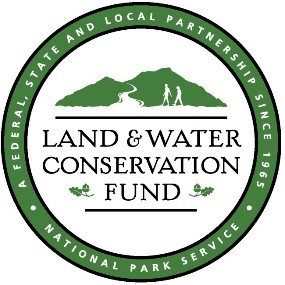 A FEDERAL, STATE AND LOCAL PARTNERSHIP SINCE 1965
LAND & WATER
CONSERVATION
FUND
NATIONAL PARK SERVICE